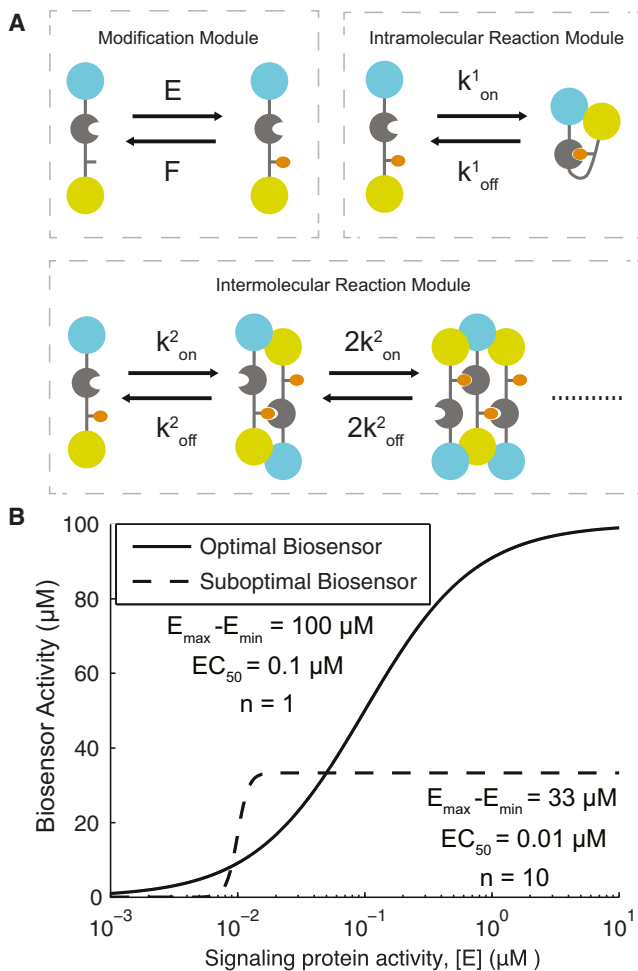 A
Modification Module
E
F
Intramolecular Reaction Module
k¹on
k¹off
Intermolecular Reaction Module
k²on
k²off
2k²on
2k²off
B
Biosensor Activity (µM)
100
80
60
40
20
0
Optimal Biosensor
Suboptimal Biosensor
Emax-Emin = 100 µM
EC50 = 0.1 µM
n = 1
Emax-Emin = 33 µM
EC50 = 0.01 µM
n = 10
10⁻³ 10⁻² 10⁻¹ 10⁰ 10¹
Signaling protein activity, [E] (µM )